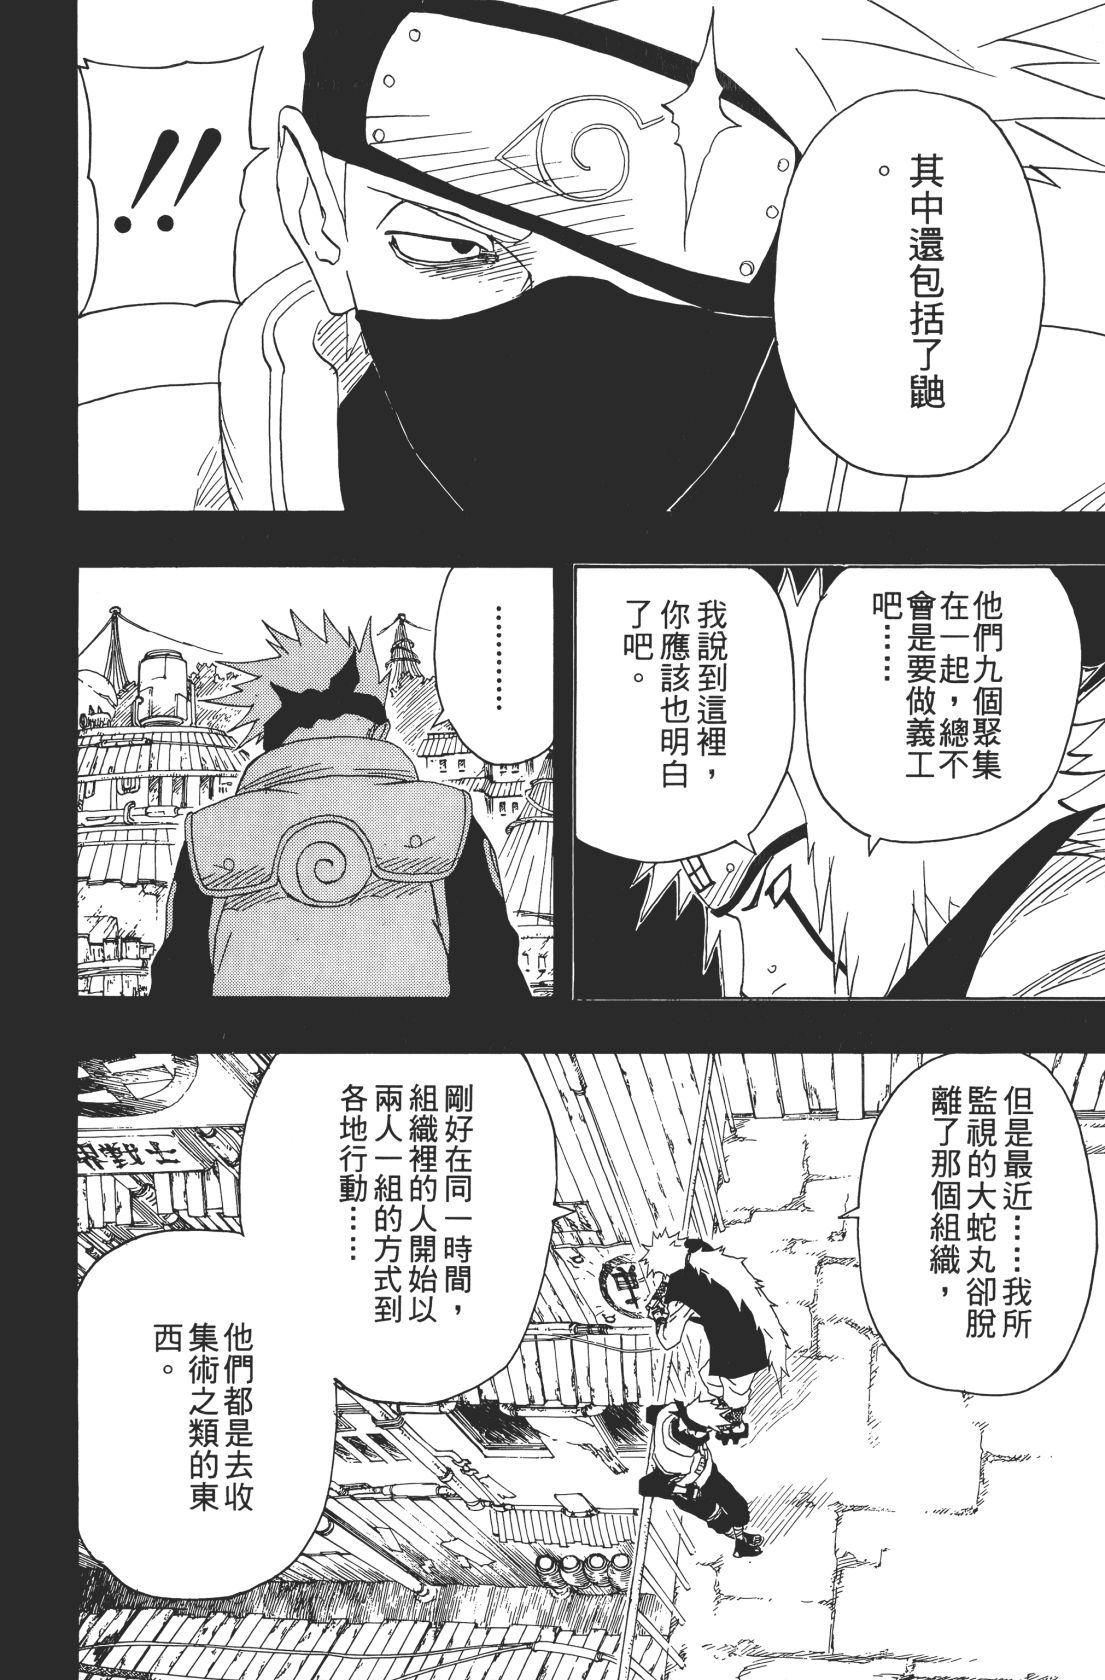 其中還包括了鼬
。
!!
他們九個聚集
在一起，總不
會是要做義工
吧……
我說到這裡，
你應該也明白
了吧。
………
但是最近……我所
監視的大蛇丸卻脫
離了那個組織，
剛好在同一時間，
組織裡的人開始以
兩人一組的方式到
各地行動……
他們都是去收
集術之類的東
西。